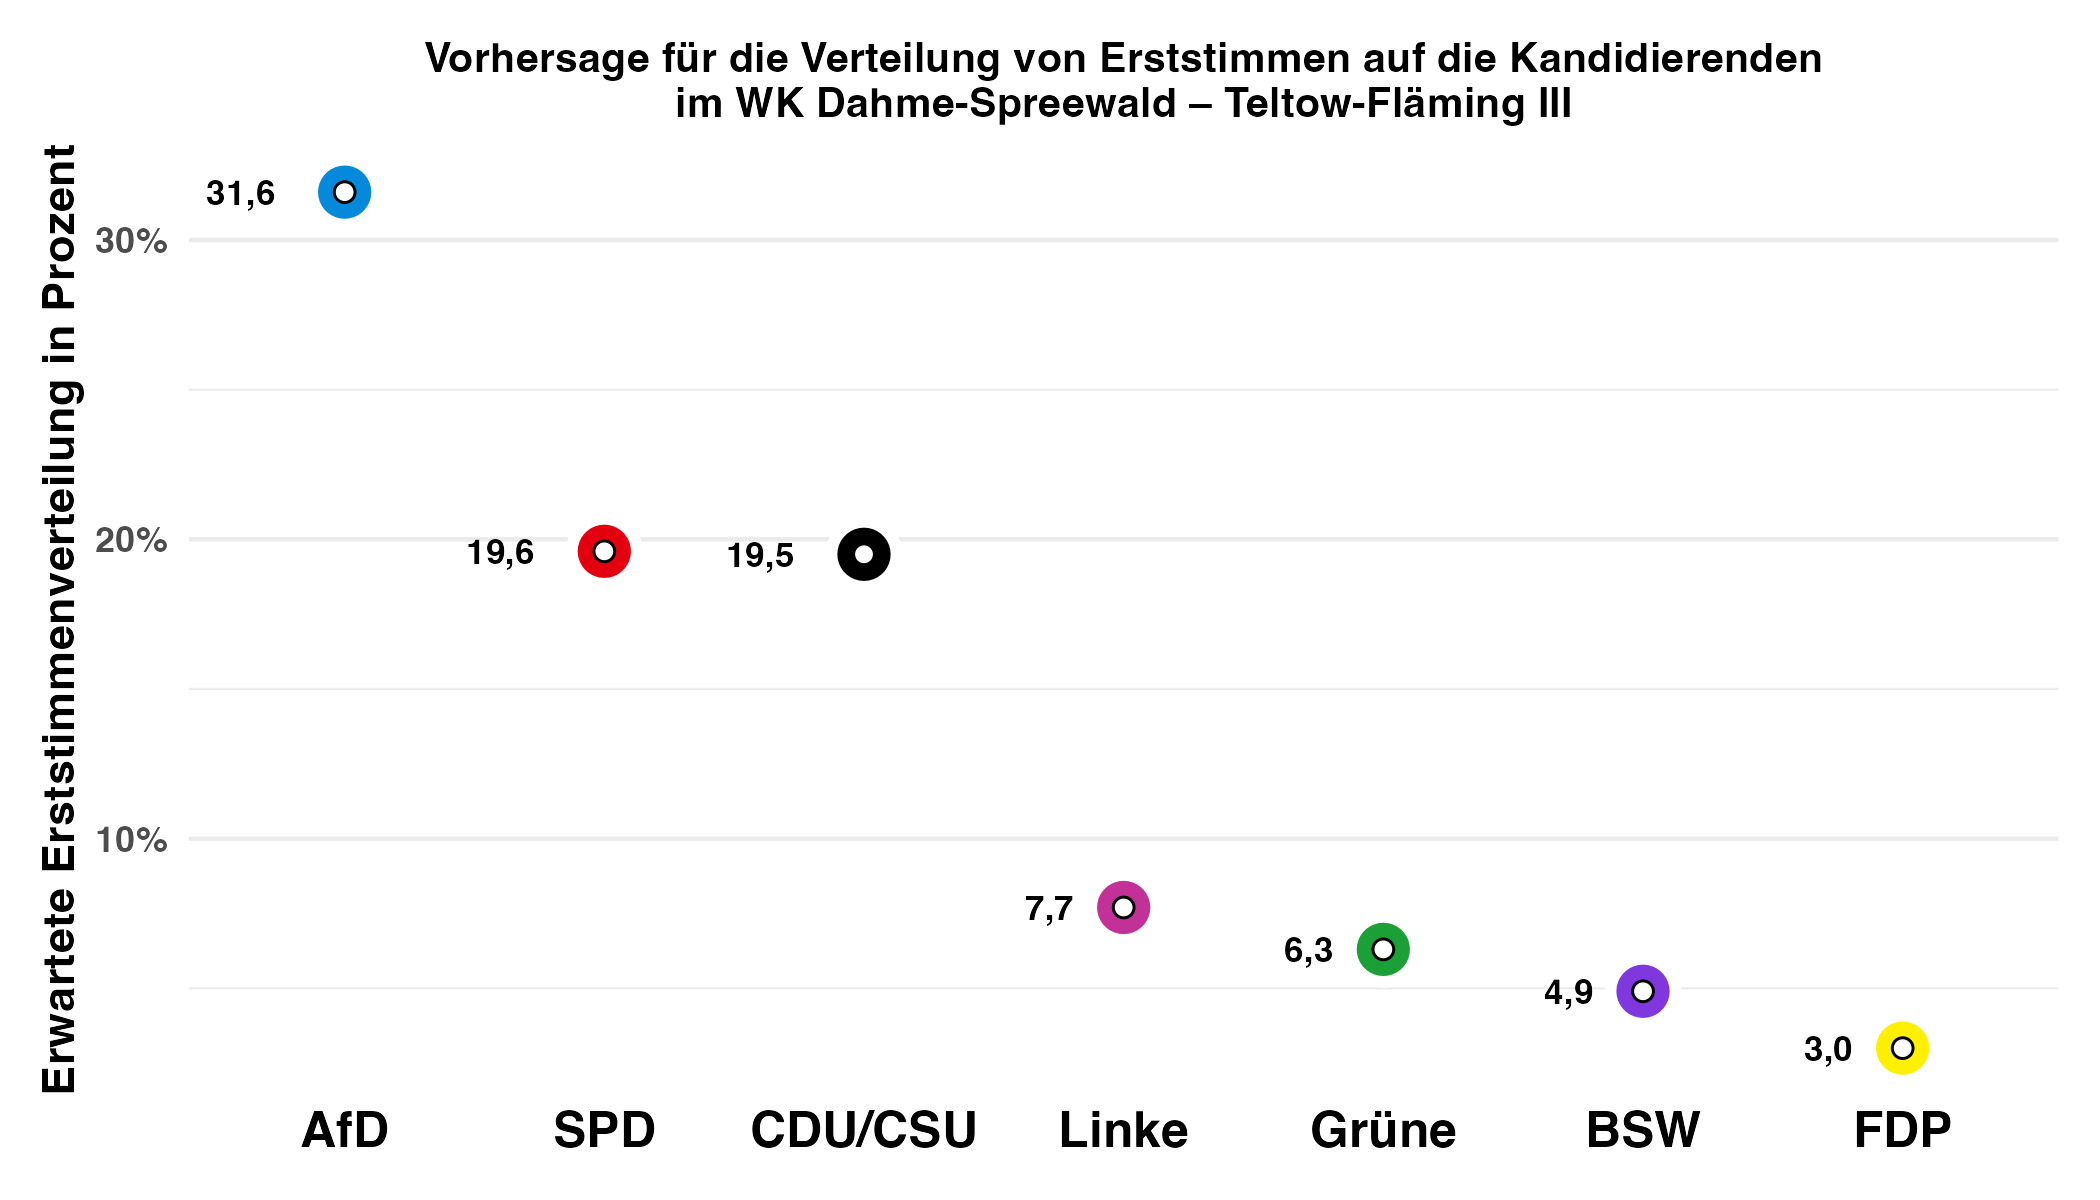 Vorhersage für die Verteilung von Erststimmen auf die Kandidierenden
im WK Dahme-Spreewald – Teltow-Fläming III
Erwartete Erststimmenverteilung in Prozent
30%
20%
10%
31,6
19,6
19,5
7,7
6,3
4,9
3,0
AfD
SPD
CDU/CSU
Linke
Grüne
BSW
FDP